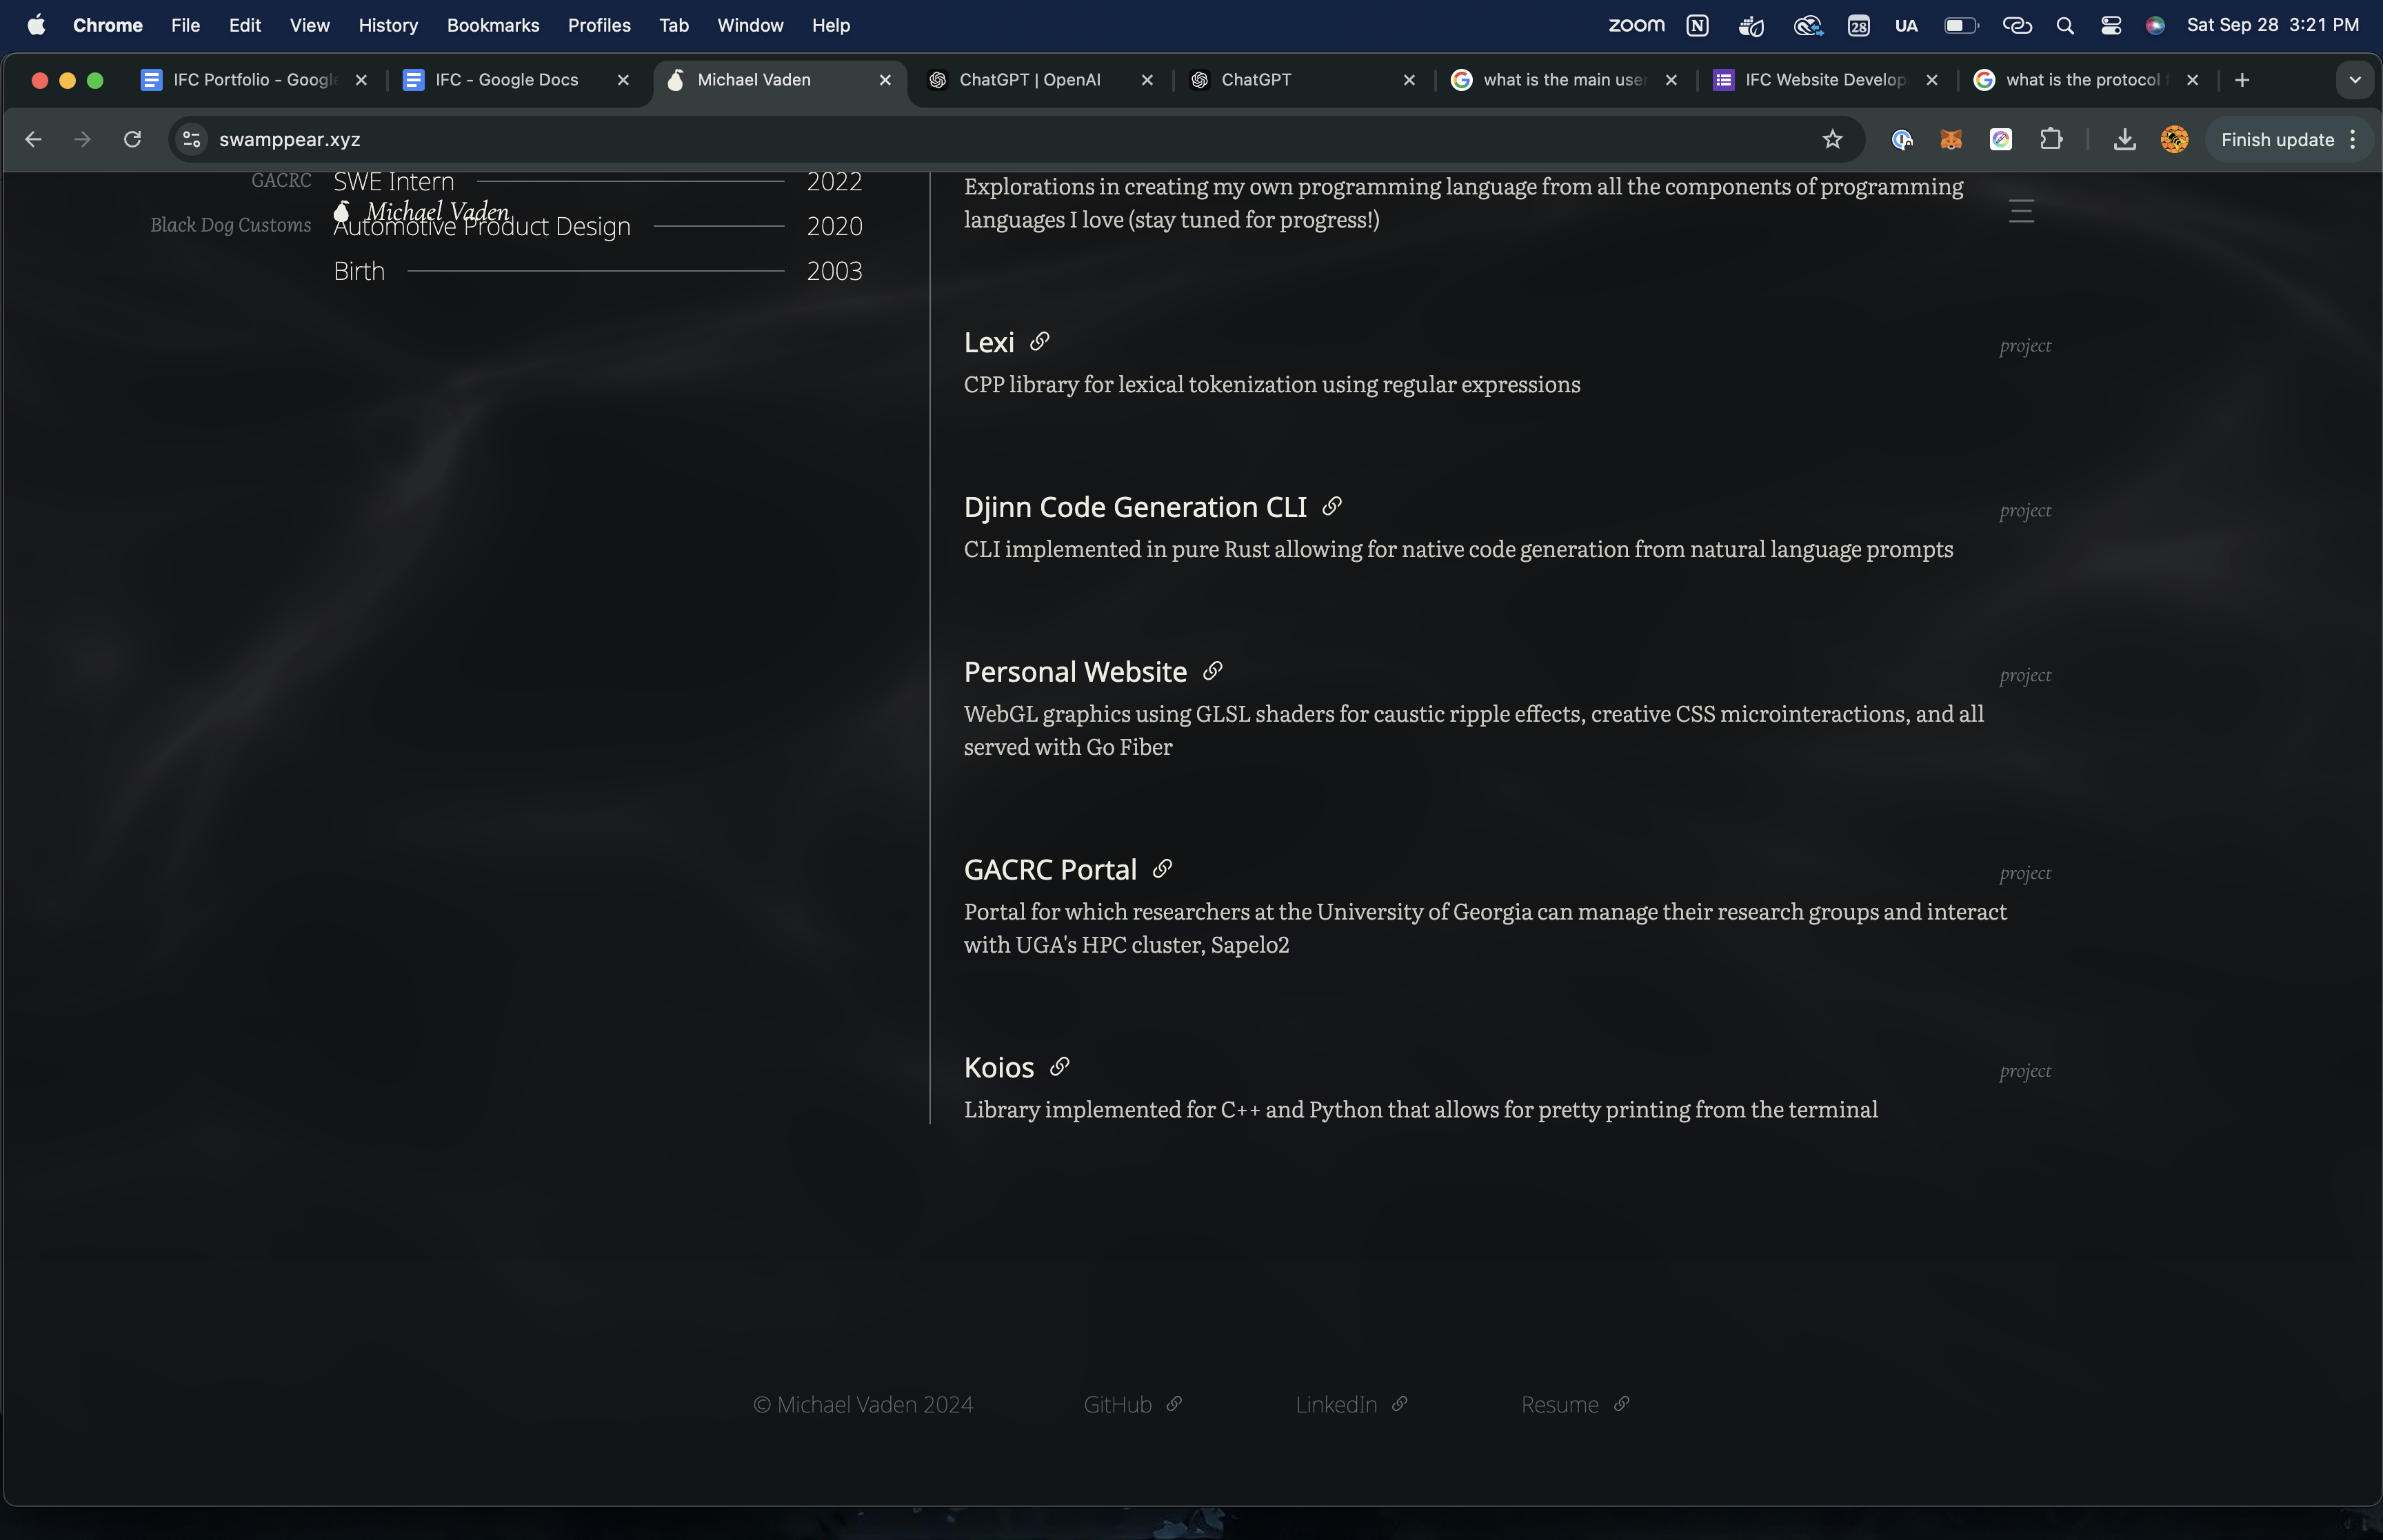 Chrome File Edit View History Bookmarks Profiles Tab Window Help zoom N 28 UA Sat Sep 28 3:21 PM
IFC Portfolio - Google
IFC - Google Docs
Michael Vaden
ChatGPT | OpenAI
ChatGPT
what is the main user
IFC Website Develop
what is the protocol
swamppear.xyz
Finish update
GACRC SWE Intern 2022
Michael Vaden
Black Dog Customs Automotive Product Design 2020
Birth 2003
Explorations in creating my own programming language from all the components of programming
languages I love (stay tuned for progress!)
Lexi
project
CPP library for lexical tokenization using regular expressions
Djinn Code Generation CLI
project
CLI implemented in pure Rust allowing for native code generation from natural language prompts
Personal Website
project
WebGL graphics using GLSL shaders for caustic ripple effects, creative CSS microinteractions, and all
served with Go Fiber
GACRC Portal
project
Portal for which researchers at the University of Georgia can manage their research groups and interact
with UGA's HPC cluster, Sapelo2
Koios
project
Library implemented for C++ and Python that allows for pretty printing from the terminal
© Michael Vaden 2024 GitHub LinkedIn Resume